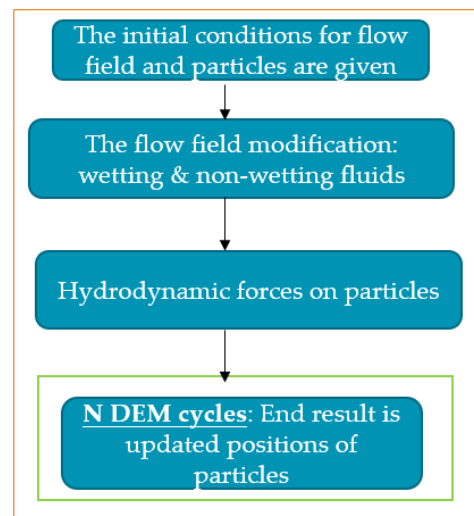 The initial conditions for flow
field and particles are given
The flow field modification:
wetting & non-wetting fluids
Hydrodynamic forces on particles
N DEM cycles: End result is
updated positions of
particles